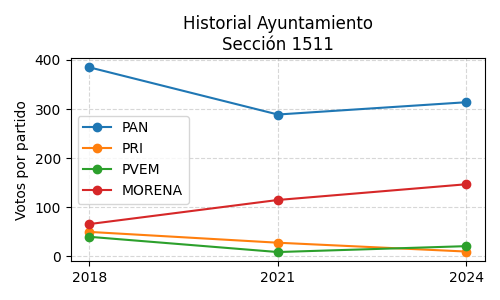 Historial Ayuntamiento
Sección 1511
Votos por partido
400
300
200
100
0
PAN
PRI
PVEM
MORENA
2018
2021
2024